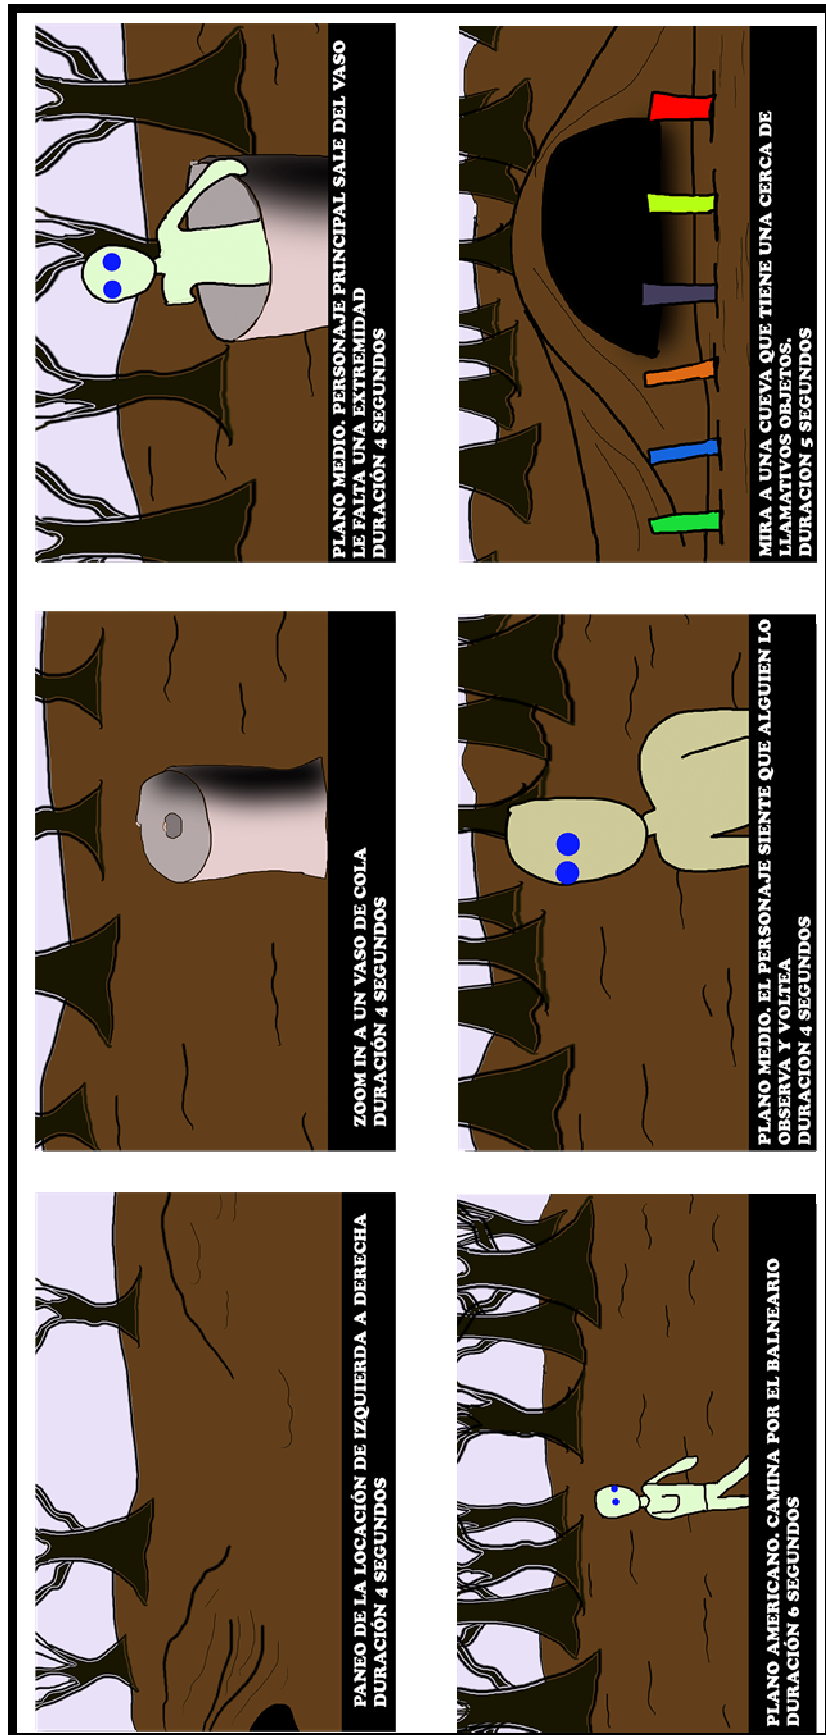 PANEO DE LA LOCACIÓN DE IZQUIERDA A DERECHA
DURACIÓN 4 SEGUNDOS
ZOOM IN A UN VASO DE COLA
DURACIÓN 4 SEGUNDOS
PLANO MEDIO. PERSONAJE PRINCIPAL SALE DEL VASO
LE FALTA UNA EXTREMIDAD
DURACIÓN 4 SEGUNDOS
PLANO AMERICANO. CAMINA POR EL BALNEARIO
DURACIÓN 6 SEGUNDOS
PLANO MEDIO. EL PERSONAJE SIENTE QUE ALGUIEN LO
OBSERVA Y VOLTEA
DURACION 4 SEGUNDOS
MIRA A UNA CUEVA QUE TIENE UNA CERCA DE
LLAMATIVOS OBJETOS.
DURACION 5 SEGUNDOS